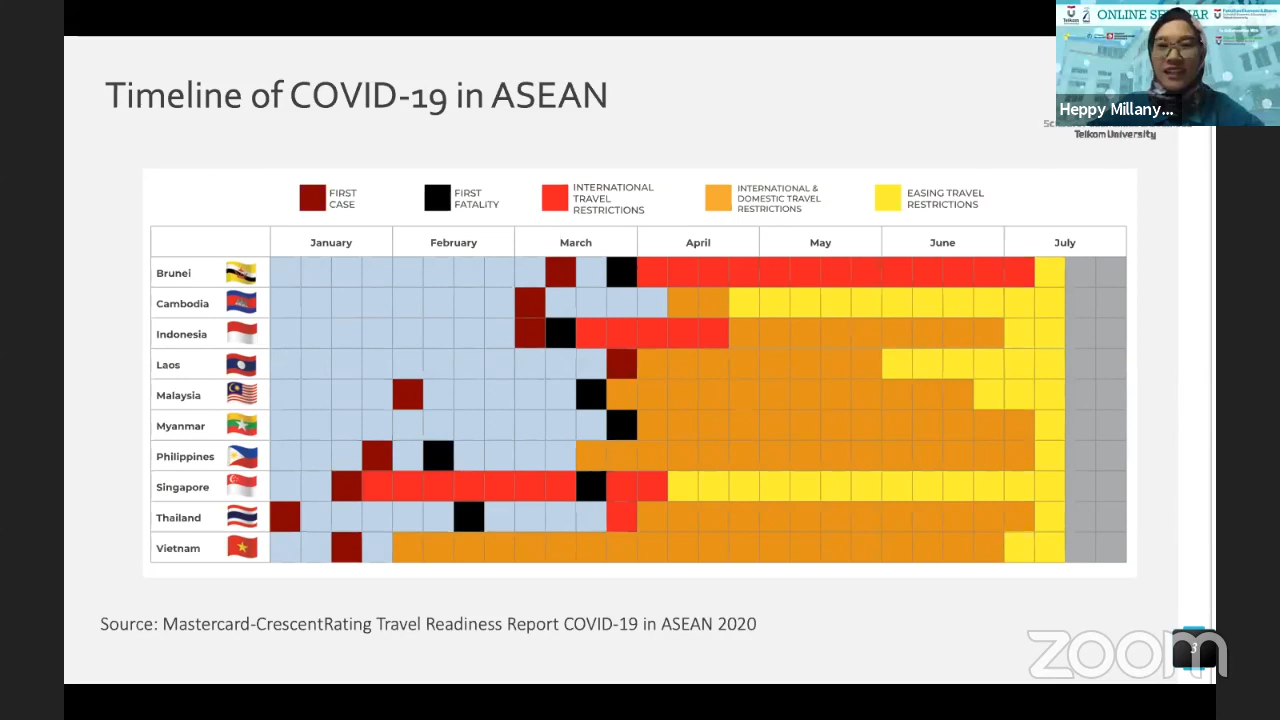 ONLINE SEMINAR
Heppy Millany...
Telkom University
Timeline of COVID-19 in ASEAN
FIRST CASE
FIRST FATALITY
INTERNATIONAL TRAVEL RESTRICTIONS
INTERNATIONAL & DOMESTIC TRAVEL RESTRICTIONS
EASING TRAVEL RESTRICTIONS
January February March April May June July
Brunei
Cambodia
Indonesia
Laos
Malaysia
Myanmar
Philippines
Singapore
Thailand
Vietnam
Source: Mastercard-CrescentRating Travel Readiness Report COVID-19 in ASEAN 2020
zoom
3